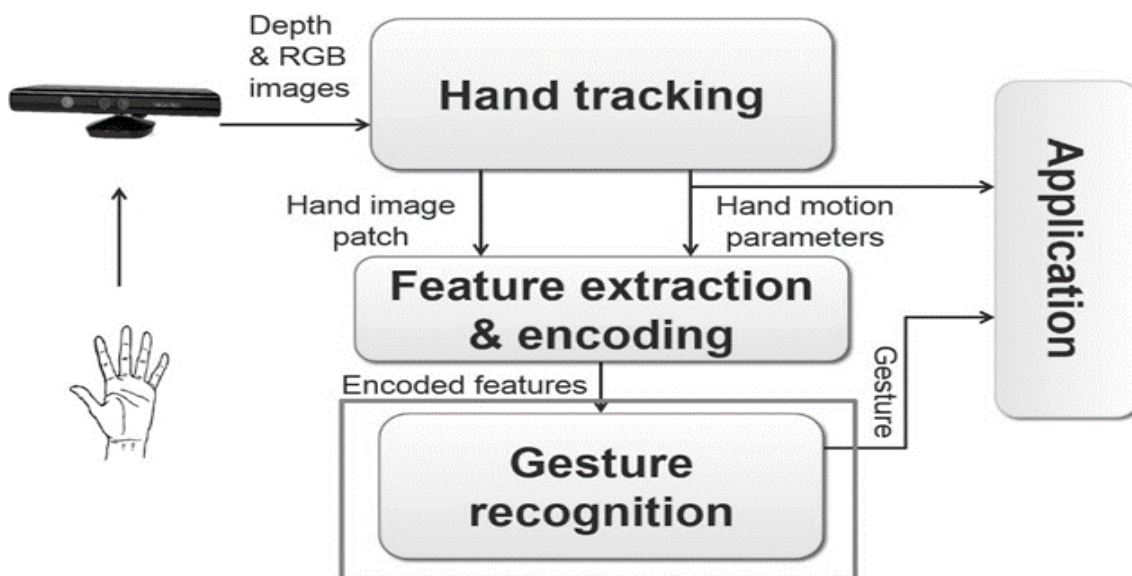 Depth
& RGB
images
Hand tracking
Hand image
patch
Hand motion
parameters
Feature extraction
& encoding
Encoded features
Gesture
recognition
Gesture
Application